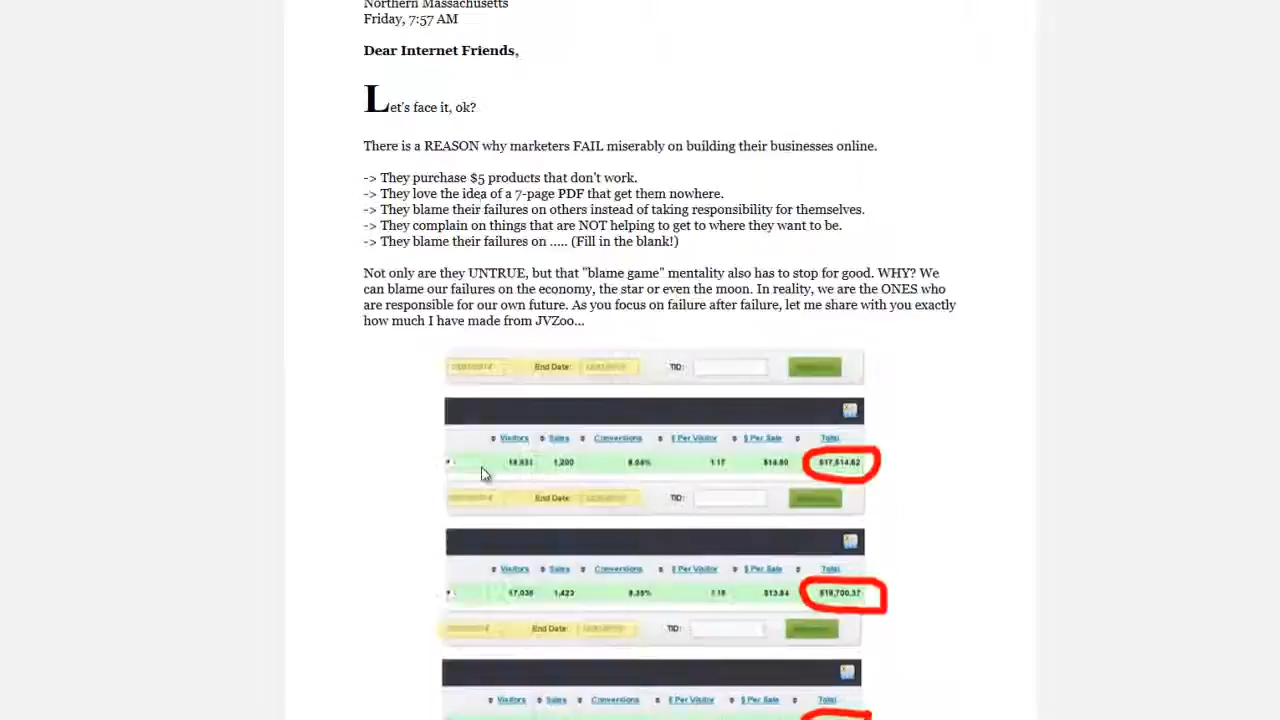 Northern Massachusetts
Friday, 7:57 AM
Dear Internet Friends,
Let's face it, ok?
There is a REASON why marketers FAIL miserably on building their businesses online.
-> They purchase $5 products that don't work.
-> They love the idea of a 7-page PDF that get them nowhere.
-> They blame their failures on others instead of taking responsibility for themselves.
-> They complain on things that are NOT helping to get to where they want to be.
-> They blame their failures on ..... (Fill in the blank!)
Not only are they UNTRUE, but that "blame game" mentality also has to stop for good. WHY? We
can blame our failures on the economy, the star or even the moon. In reality, we are the ONES who
are responsible for our own future. As you focus on failure after failure, let me share with you exactly
how much I have made from JVZoo...
End Date: TID:
Visitors Sales Conversions $ Per Visitor $ Per Sale Total
1,200 1.17 $17,514.62
End Date: TID:
Visitors Sales Conversions $ Per Visitor $ Per Sale Total
1,423 $13.84
End Date: TID:
Visitors Sales Conversions $ Per Visitor $ Per Sale Total